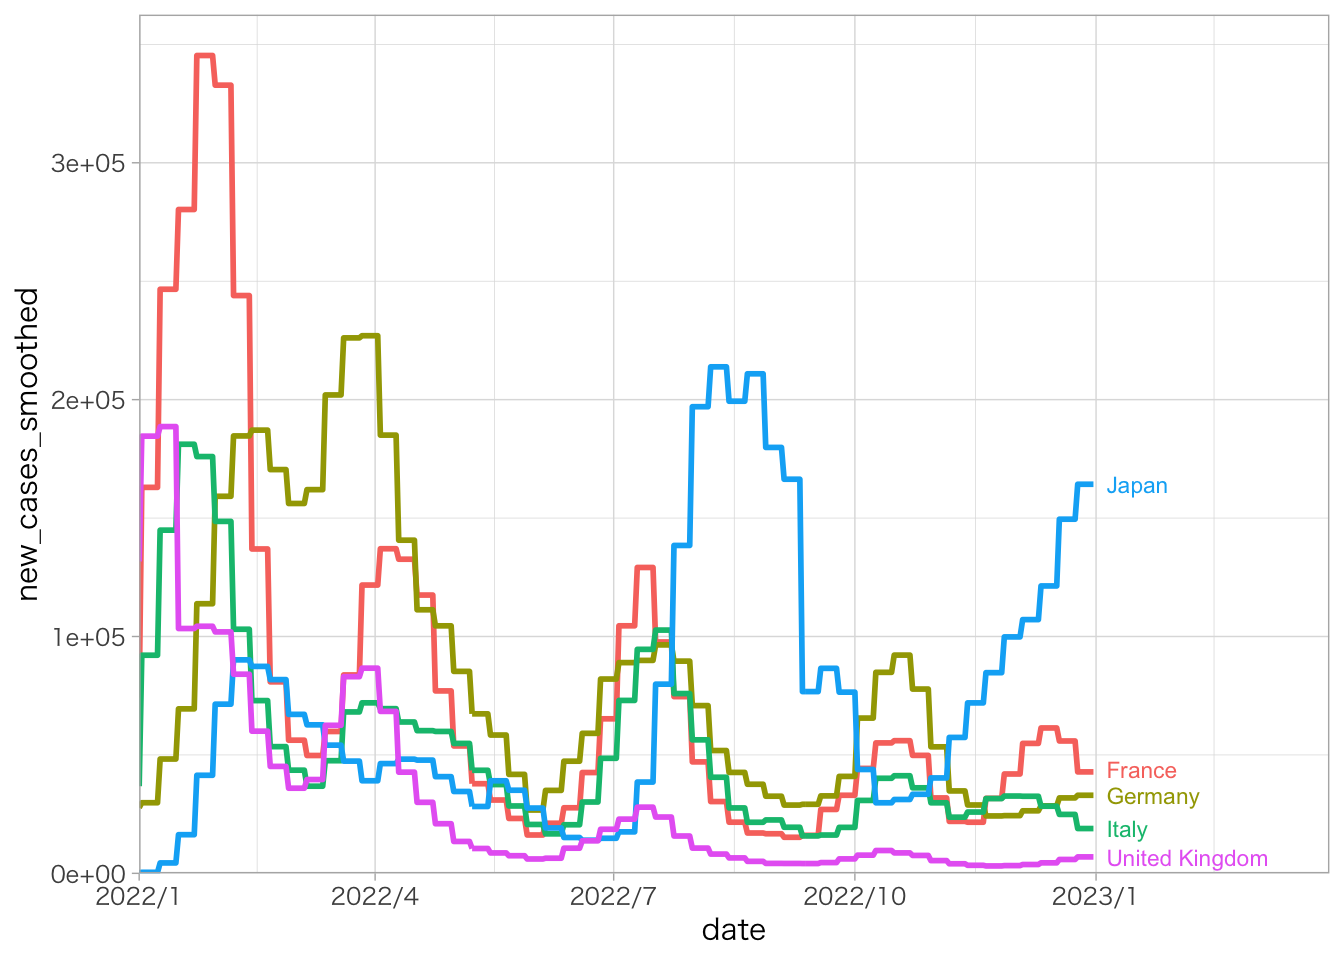 new_cases_smoothed
3e+05
2e+05
1e+05
0e+00
Japan
France
Germany
Italy
United Kingdom
2022/1
2022/4
2022/7
2022/10
2023/1
date